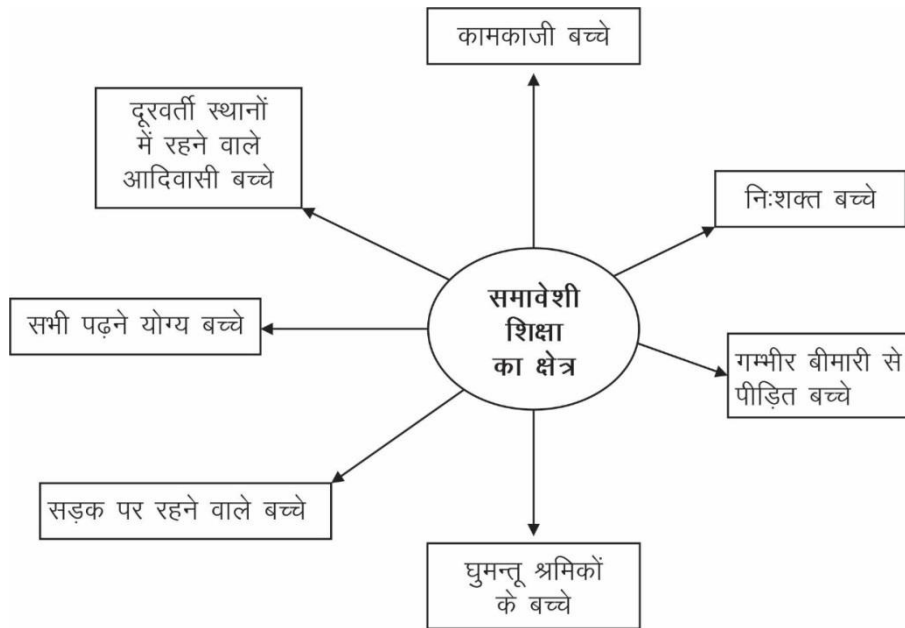 कामकाजी बच्चे
दूरवर्ती स्थानों
में रहने वाले
आदिवासी बच्चे
निःशक्त बच्चे
समावेशी
शिक्षा
का क्षेत्र
सभी पढ़ने योग्य बच्चे
गम्भीर बीमारी से
पीड़ित बच्चे
सड़क पर रहने वाले बच्चे
घुमन्तू श्रमिकों
के बच्चे